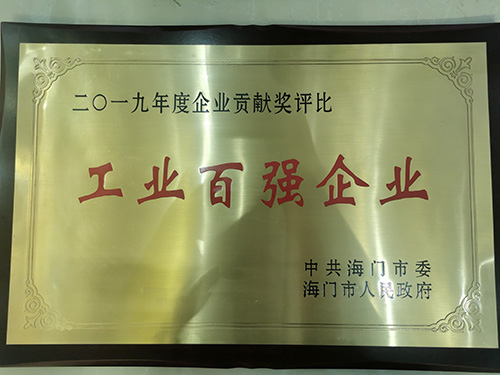 二〇一九年度企业贡献奖评比
工业百强企业
中共海门市委
海门市人民政府